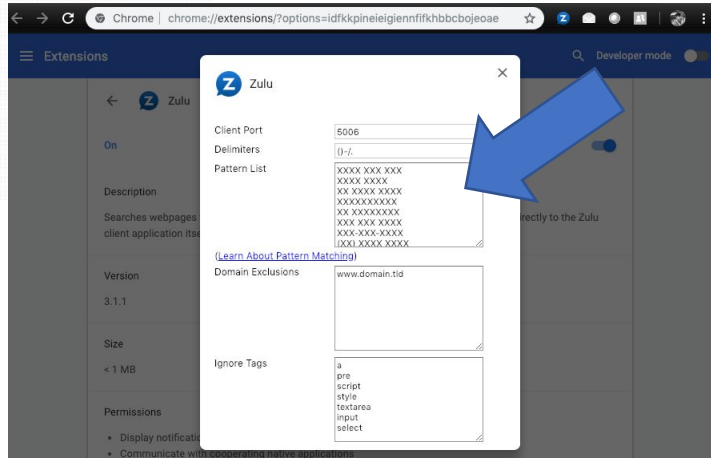 Chrome | chrome://extensions/?options=idfkkpineieigiennfifkhbbcbojeoae
Extensions
Developer mode
Zulu
On
Description
Searches webpages
irectly to the Zulu
client application itse
Version
3.1.1
Size
< 1 MB
Permissions
• Display notificatio
• Communicate with cooperating native applications
Zulu
Client Port
5006
Delimiters
()-/.
Pattern List
XXXX XXX XXX
XXXX XXXX
XX XXXX XXXX
XXXXXXXXXX
XX XXXXXXXX
XXX XXX XXXX
XXX-XXX-XXXX
(XX) XXXX XXXX
(Learn About Pattern Matching)
Domain Exclusions
www.domain.tld
Ignore Tags
a
pre
script
style
textarea
input
select